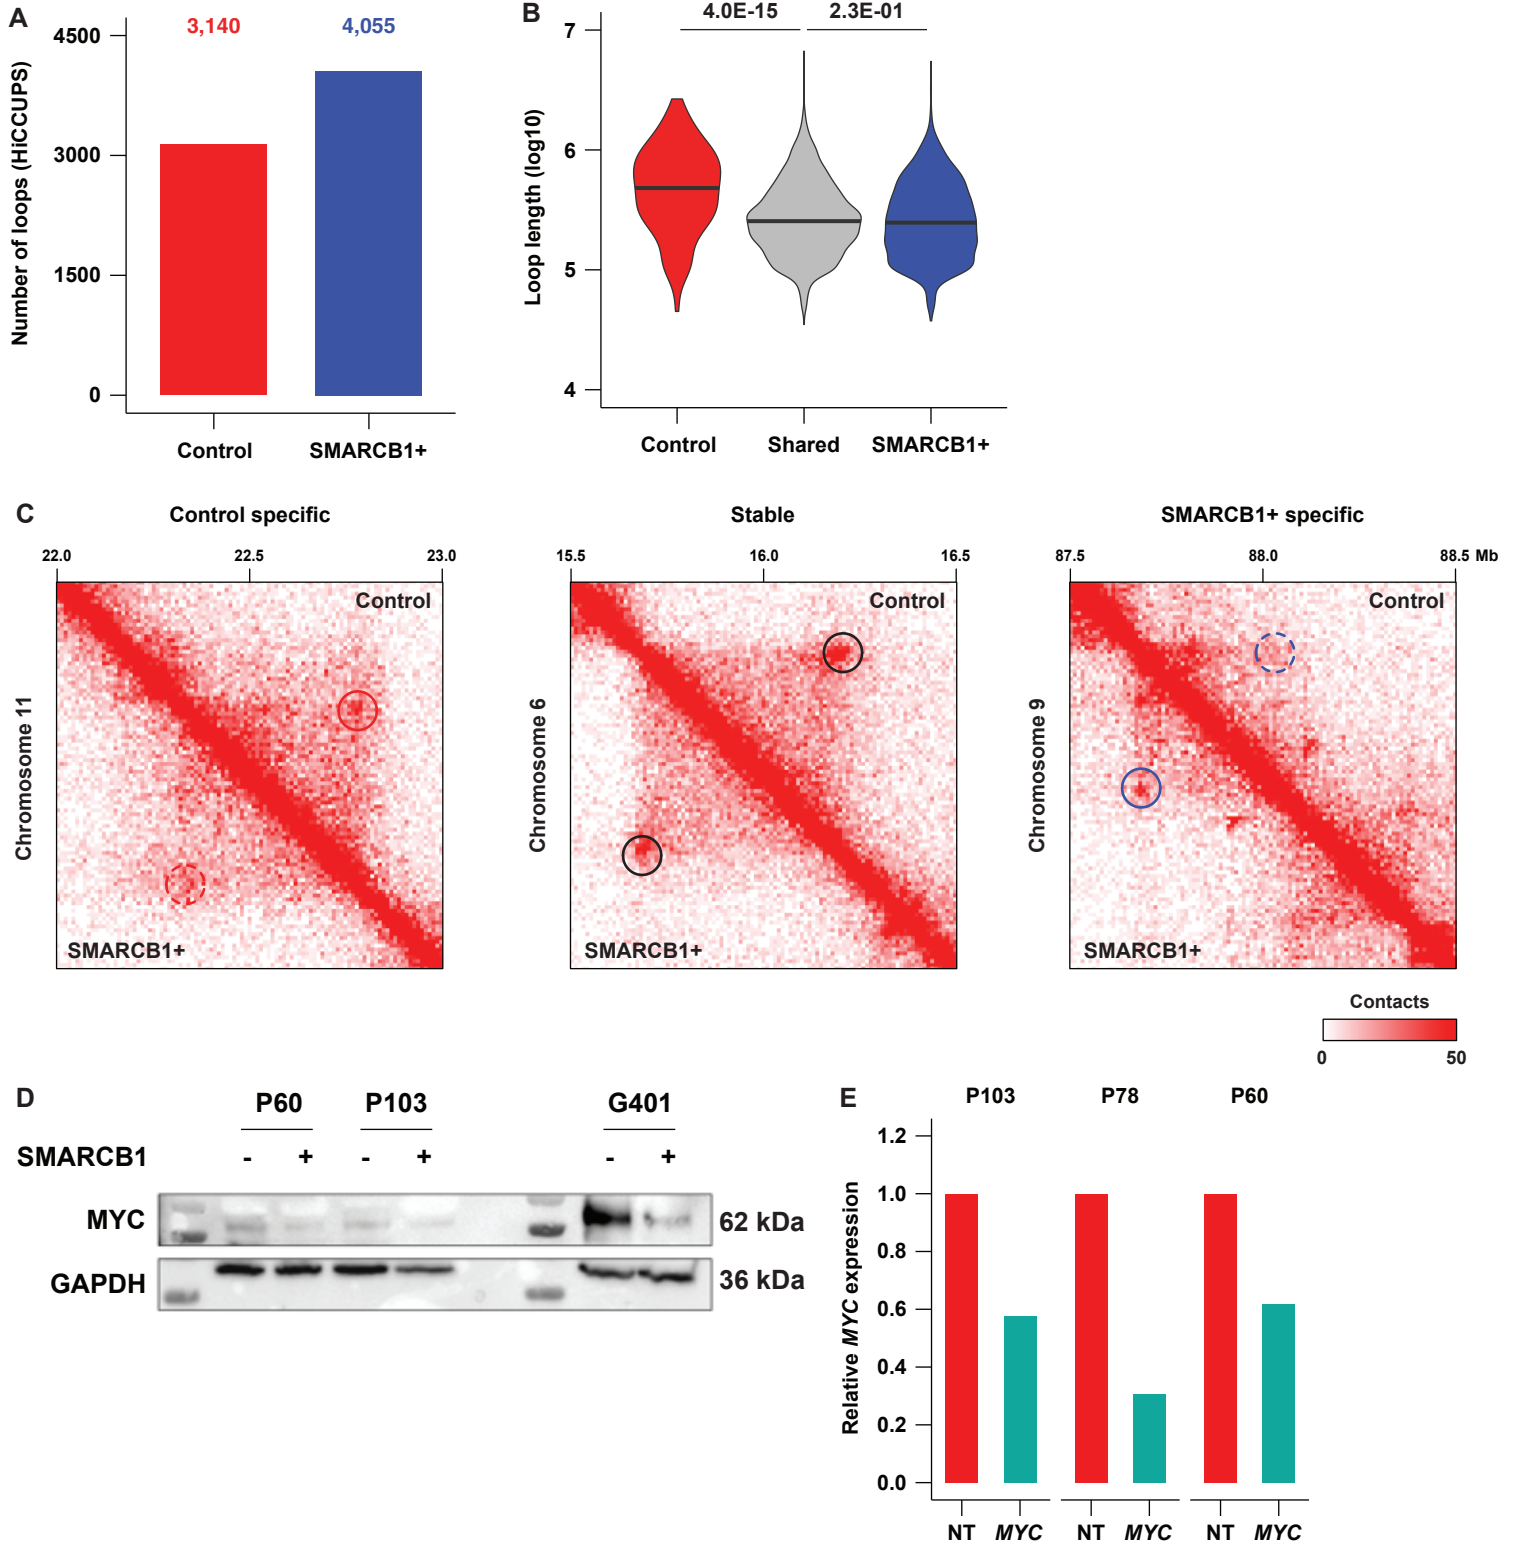 A
Number of loops (HiCCUPS)
4500
3000
1500
0
3,140
4,055
Control
SMARCB1+
B
Loop length (log10)
7
6
5
4
4.0E-15
2.3E-01
Control
Shared
SMARCB1+
C
Control specific
22.0
22.5
23.0
Chromosome 11
Control
SMARCB1+
Stable
15.5
16.0
16.5
Chromosome 6
Control
SMARCB1+
SMARCB1+ specific
87.5
88.0
88.5 Mb
Chromosome 9
Control
SMARCB1+
Contacts
0
50
D
P60
P103
G401
SMARCB1
- + - + - +
MYC
62 kDa
GAPDH
36 kDa
E
P103
P78
P60
Relative MYC expression
1.2
1.0
0.8
0.6
0.4
0.2
0.0
NT
MYC
NT
MYC
NT
MYC